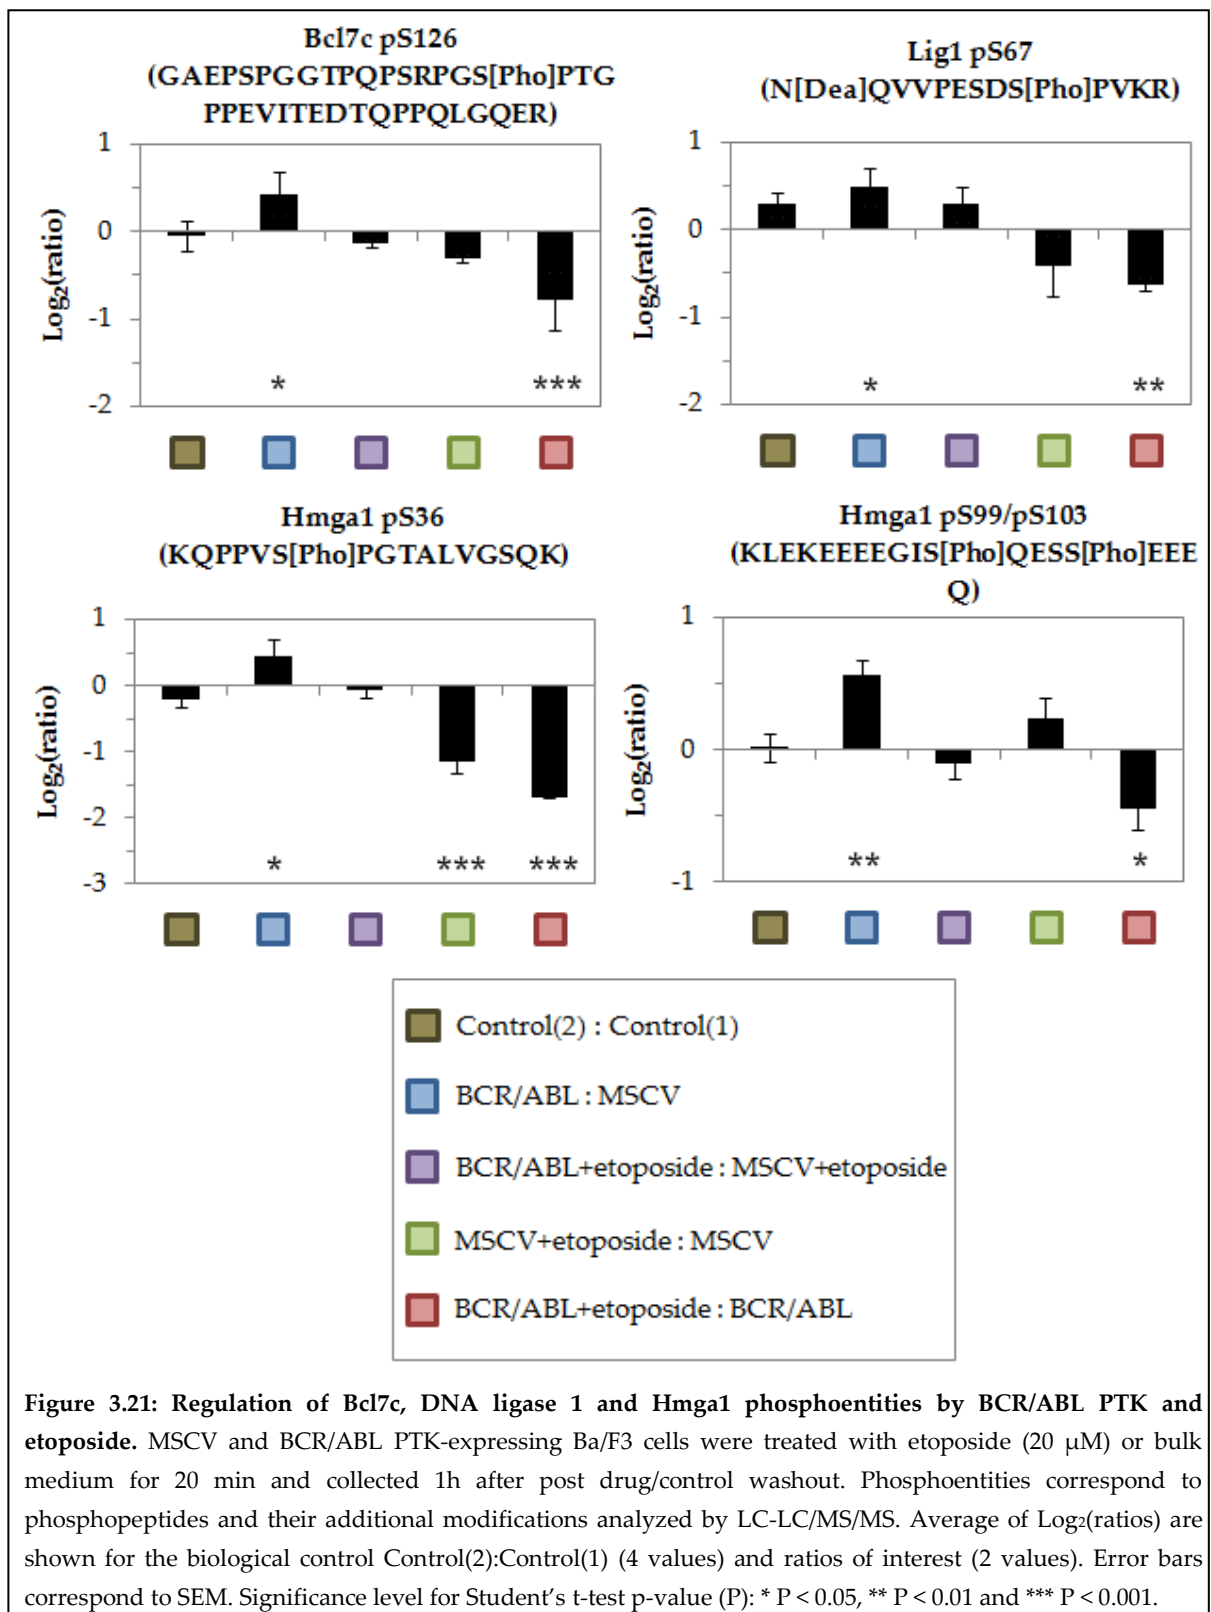 Bcl7c pS126
(GAEPSPGGTPQPSRPGS[Pho]PTG
PPEVITEDTQPPQLGQER)
1
0
-1
-2
Log2(ratio)
*
***
Lig1 pS67
(N[Dea]QVVPESDS[Pho]PVKR)
1
0
-1
-2
Log2(ratio)
*
**
Hmga1 pS36
(KQPPVS[Pho]PGTALVGSQK)
1
0
-1
-2
-3
Log2(ratio)
*
***
***
Hmga1 pS99/pS103
(KLEKEEEEGIS[Pho]QESS[Pho]EEE
Q)
1
0
-1
Log2(ratio)
**
*
Control(2) : Control(1)
BCR/ABL : MSCV
BCR/ABL+etoposide : MSCV+etoposide
MSCV+etoposide : MSCV
BCR/ABL+etoposide : BCR/ABL
Figure 3.21: Regulation of Bcl7c, DNA ligase 1 and Hmga1 phosphoentities by BCR/ABL PTK and
etoposide. MSCV and BCR/ABL PTK-expressing Ba/F3 cells were treated with etoposide (20 µM) or bulk
medium for 20 min and collected 1h after post drug/control washout. Phosphoentities correspond to
phosphopeptides and their additional modifications analyzed by LC-LC/MS/MS. Average of Log2(ratios) are
shown for the biological control Control(2):Control(1) (4 values) and ratios of interest (2 values). Error bars
correspond to SEM. Significance level for Student's t-test p-value (P): * P < 0.05, ** P < 0.01 and *** P < 0.001.